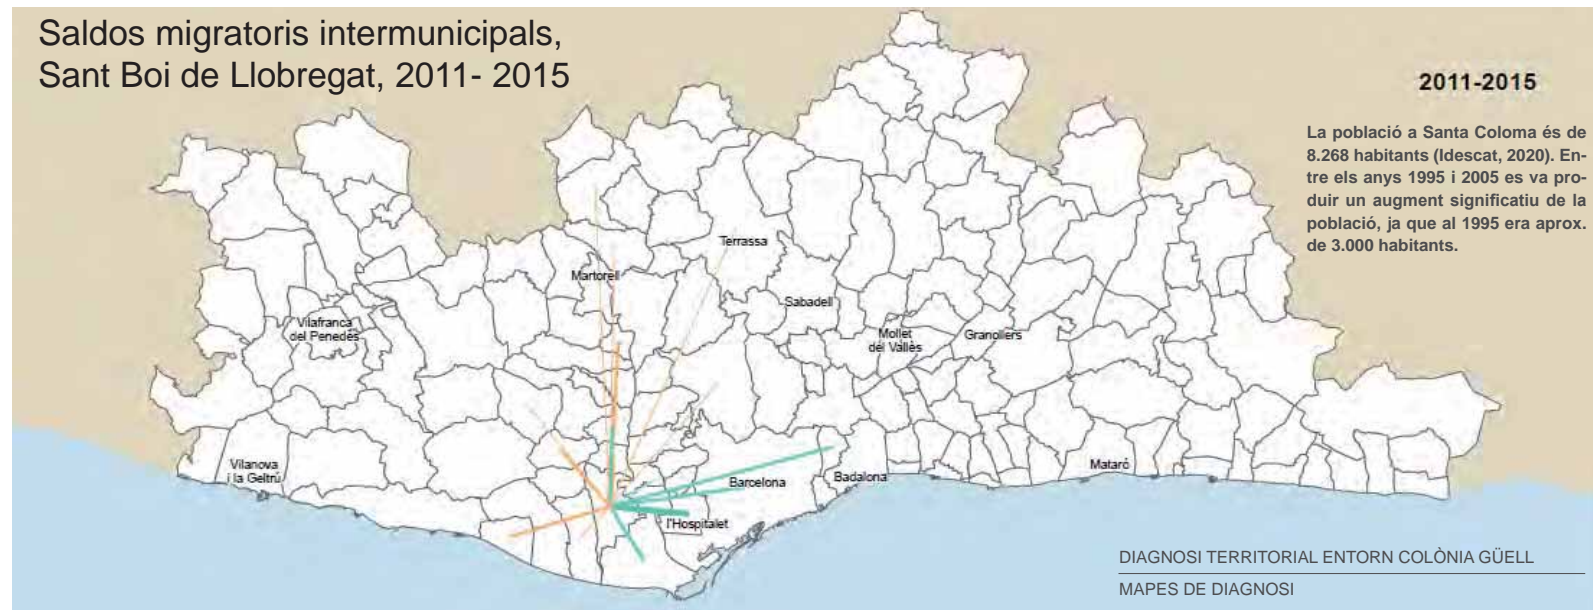 Saldos migratoris intermunicipals,
Sant Boi de Llobregat, 2011- 2015
2011-2015
La població a Santa Coloma és de
8.268 habitants (Idescat, 2020). En-
tre els anys 1995 i 2005 es va pro-
duir un augment significatiu de la
població, ja que al 1995 era aprox.
de 3.000 habitants.
Terrassa
Martorell
Sabadell
Vilafranca
del Penedès
Mollet
del Vallès
Granollers
Vilanova
i la Geltrú
Barcelona
Badalona
Mataró
l'Hospitalet
DIAGNOSI TERRITORIAL ENTORN COLÒNIA GÜELL
MAPES DE DIAGNOSI